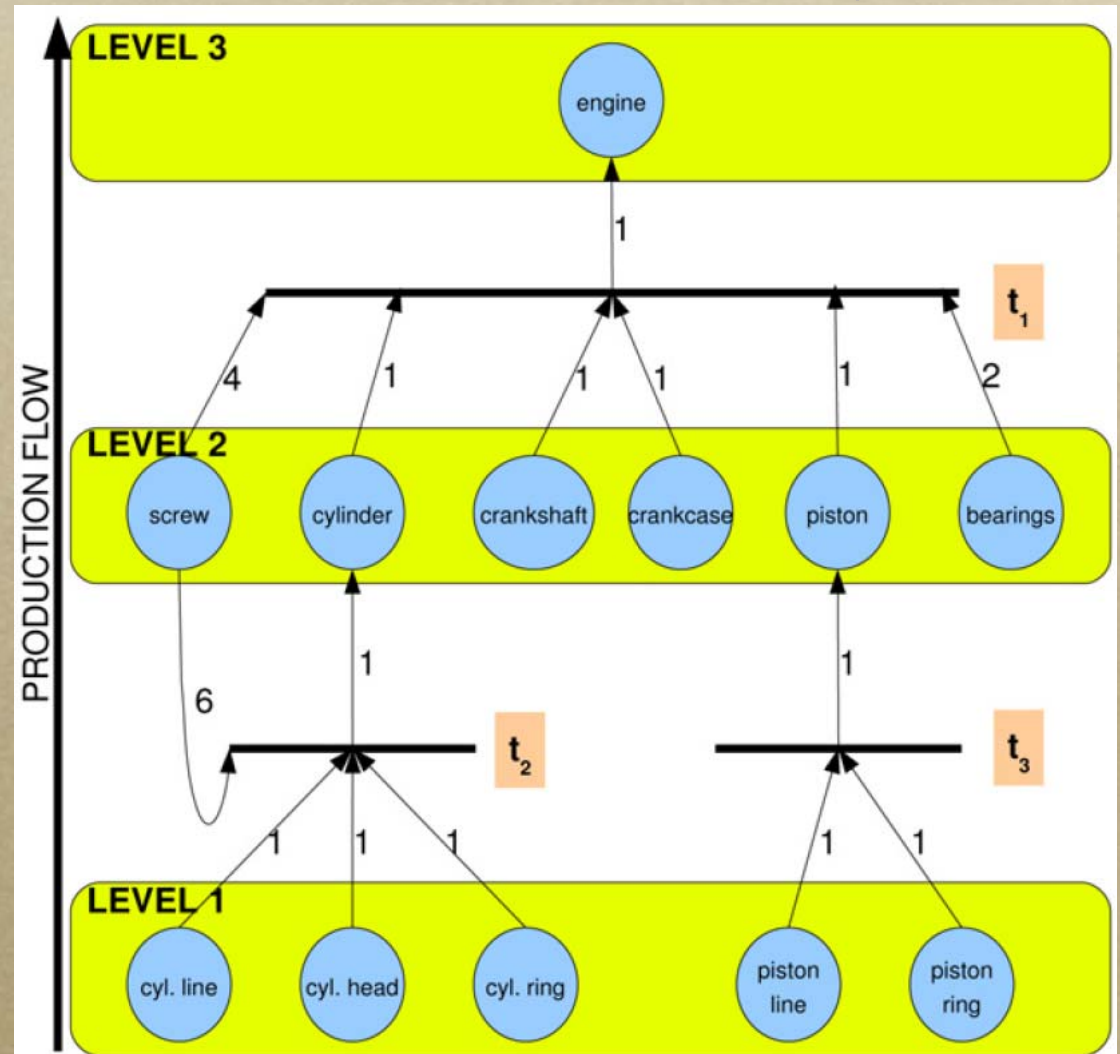 LEVEL 3
engine
1
t₁
4
1
1
1
1
2
PRODUCTION FLOW
LEVEL 2
screw
cylinder
crankshaft
crankcase
piston
bearings
6
1
1
t₂
t₃
1
1
1
1
1
LEVEL 1
cyl. line
cyl. head
cyl. ring
piston
line
piston
ring